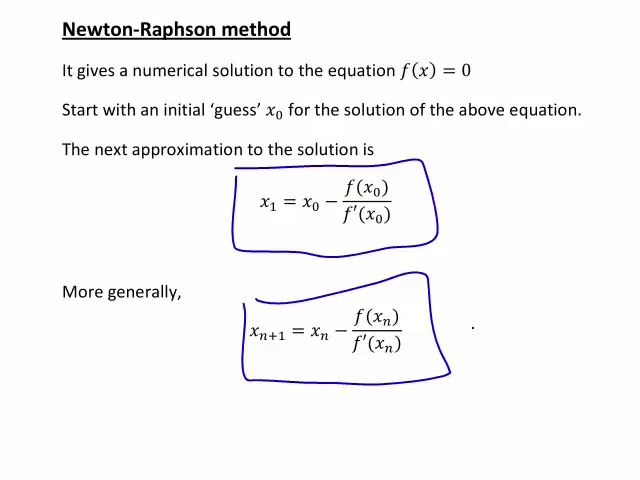 Newton-Raphson method
It gives a numerical solution to the equation f(x) = 0
Start with an initial ‘guess’ x₀ for the solution of the above equation.
The next approximation to the solution is
x₁ = x₀ − f(x₀) / f′(x₀)
More generally,
xₙ₊₁ = xₙ − f(xₙ) / f′(xₙ)